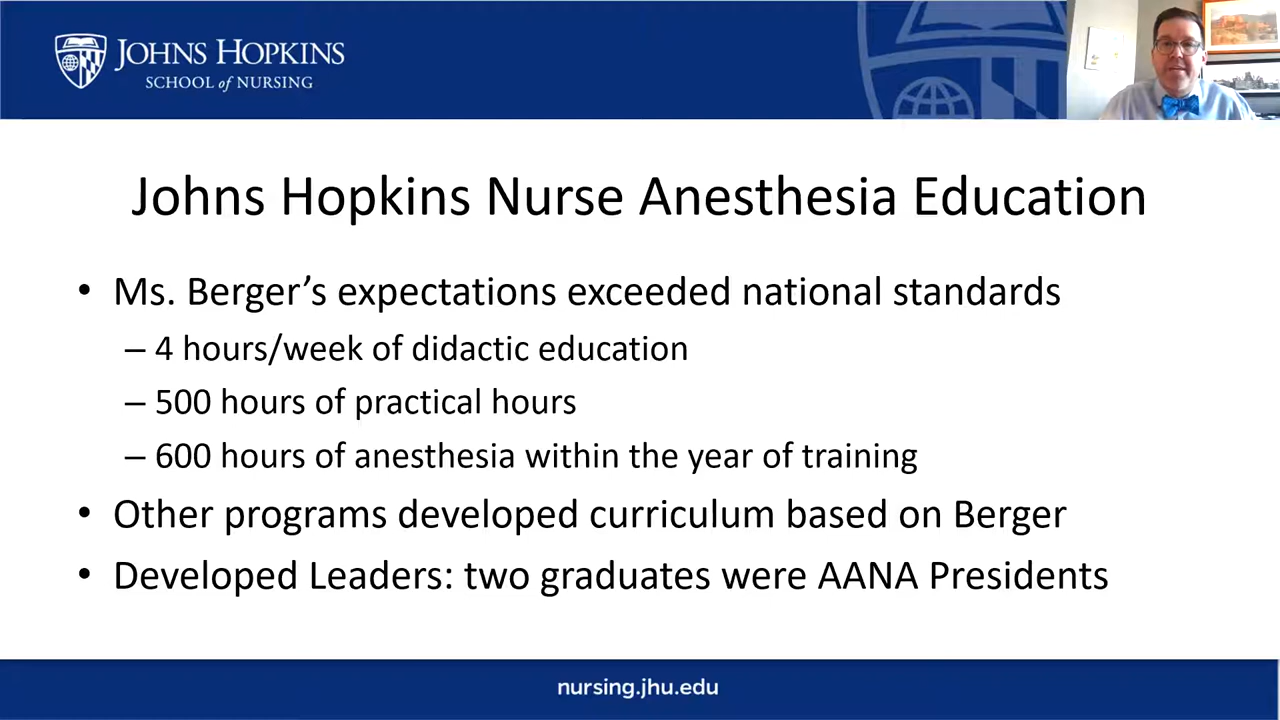 JOHNS HOPKINS
SCHOOL of NURSING
Johns Hopkins Nurse Anesthesia Education
• Ms. Berger’s expectations exceeded national standards
– 4 hours/week of didactic education
– 500 hours of practical hours
– 600 hours of anesthesia within the year of training
• Other programs developed curriculum based on Berger
• Developed Leaders: two graduates were AANA Presidents
nursing.jhu.edu